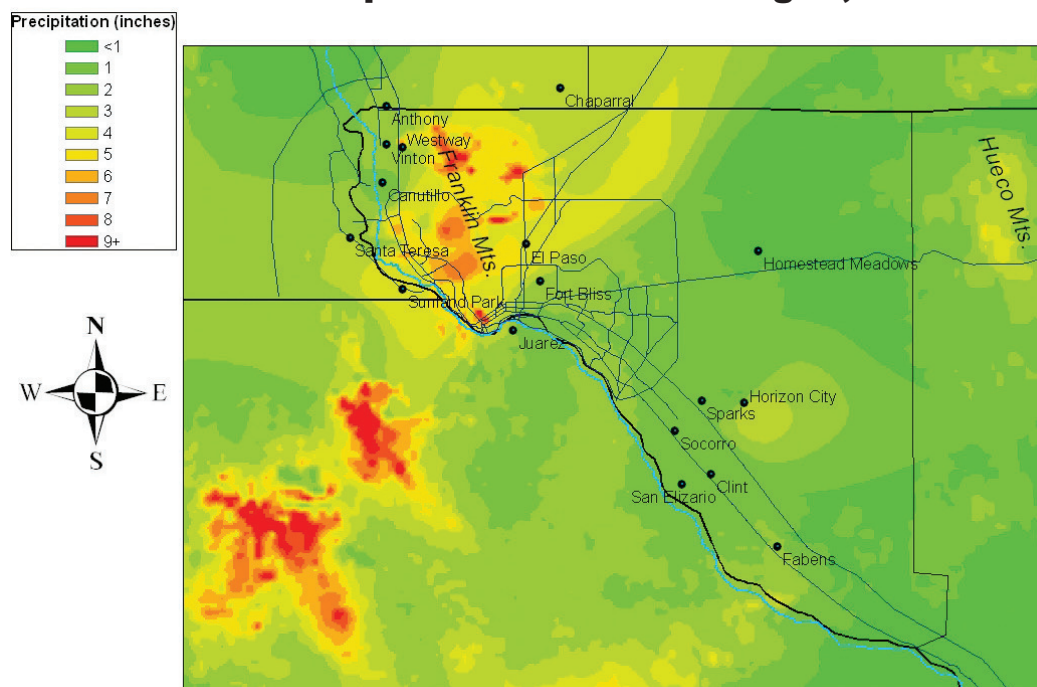 Precipitation (inches)
<1
1
2
3
4
5
6
7
8
9+
Chaparral
Anthony
Westway
Vinton
Franklin Mts.
Canutillo
Hueco Mts.
Santa Teresa
El Paso
Homestead Meadows
Fort Bliss
Sunland Park
Juarez
N
W
E
S
Horizon City
Sparks
Socorro
Clint
San Elizario
Fabens